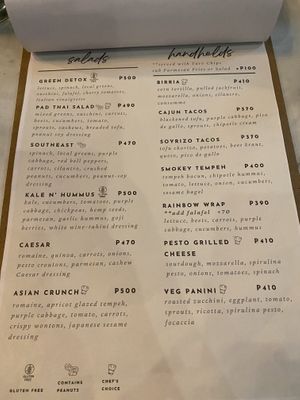 salads
GREEN DETOX P500
lettuce, spinach, local greens,
zucchini, falafel, cherry tomatoes,
Italian vinaigrette
PAD THAI SALAD P490
mixed greens, zucchini, carrots,
beets, cucumbers, tomato,
sprouts, cashews, breaded tofu,
peanut soy dressing
SOUTHEAST P470
spinach, local greens, purple
cabbage, red bell peppers,
carrots, cilantro, crushed
peanuts, cucumbers, peanut-soy
dressing
KALE N' HUMMUS P500
kale, cucumbers, tomatoes, purple
cabbage, chickpeas, hemp seeds,
parmesan, garlic hummus, goji
berries, white wine-tahini dressing
CAESAR P470
romaine, quinoa, carrots, onions,
pesto croutons, parmesan, cashew
Caesar dressing
ASIAN CRUNCH P500
romaine, apricot glazed tempeh,
purple cabbage, tomato, carrots,
crispy wontons, japanese sesame
dressing
handhelds
**served with Taro Chips
sub Parmesan Fries or Salad +P100
BIRRIA P410
corn tortilla, pulled jackfruit,
mozzarella, onions, cilantro,
consomme
CAJUN TACOS P370
spiced tofu, purple cabbage, pico
de gallo, sprouts, chipotle cream
SOYRIZO TACOS P370
soyrizo, potatoes, beet kraut,
queso, pico de gallo
SMOKEY TEMPEH P400
tempeh bacon, chipotle hummus,
tomato, lettuce, onion, cucumber,
sesame bagel
RAINBOW WRAP P390
**add falafel +70
lettuce, beets, carrots, purple
cabbage, cucumbers, hummus
PESTO GRILLED P410
CHEESE
sourdough, mozzarella, spirulina
pesto, onions, tomatoes, spinach
VEG PANINI P410
roasted zucchini, eggplant, tomato,
sprouts, ricotta, spirulina pesto,
focaccia
GLUTEN FREE
CONTAINS
PEANUTS
CHEF'S
CHOICE